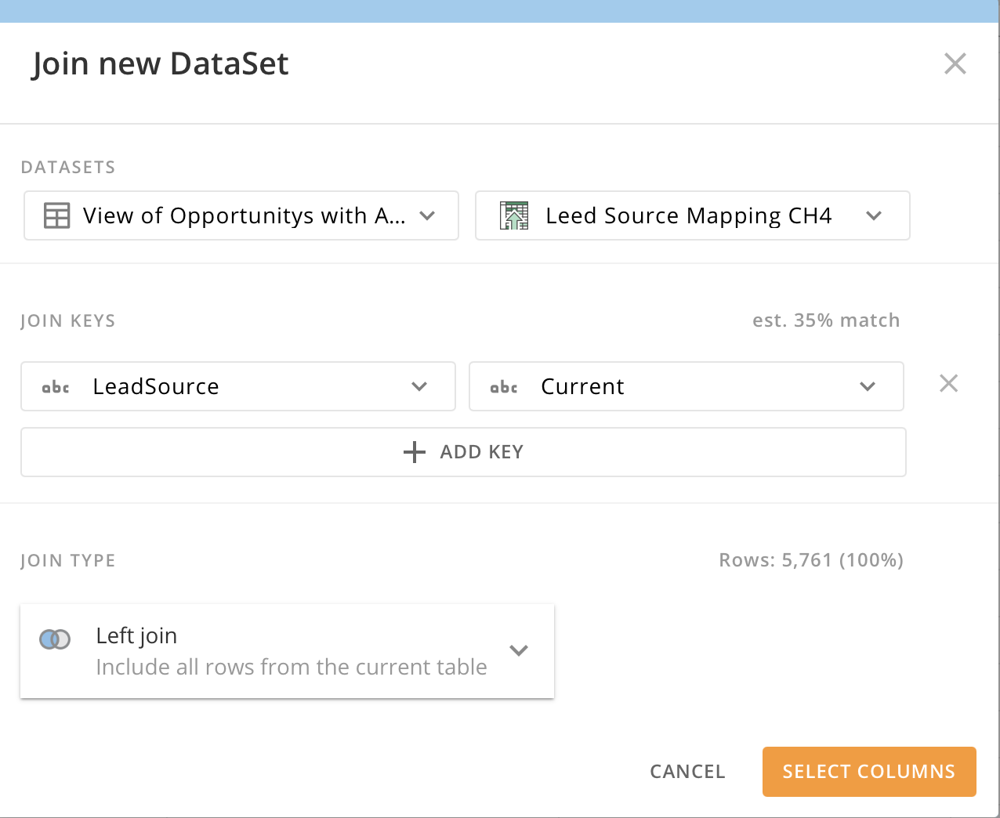 Join new DataSet
DATASETS
View of Opportunitys with A...
Leed Source Mapping CH4
JOIN KEYS
est. 35% match
abc LeadSource
abc Current
ADD KEY
JOIN TYPE
Rows: 5,761 (100%)
Left join
Include all rows from the current table
CANCEL
SELECT COLUMNS